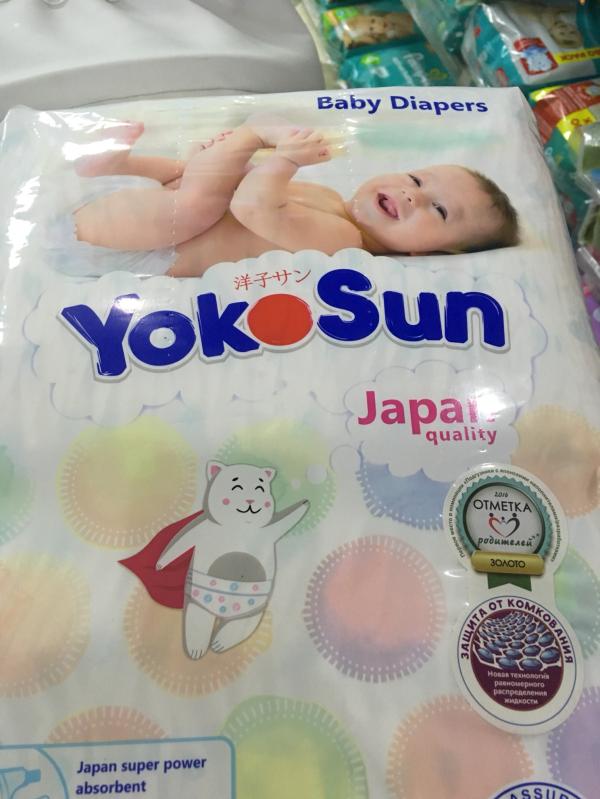 Baby Diapers
洋子サン
YokoSun
Japan
quality
2016
ОТМЕТКА
родителей
ЗОЛОТО
ЗАЩИТА ОТ КОМКОВАНИЯ
Новая технология
равномерного
распределения
жидкости
Japan super power
absorbent